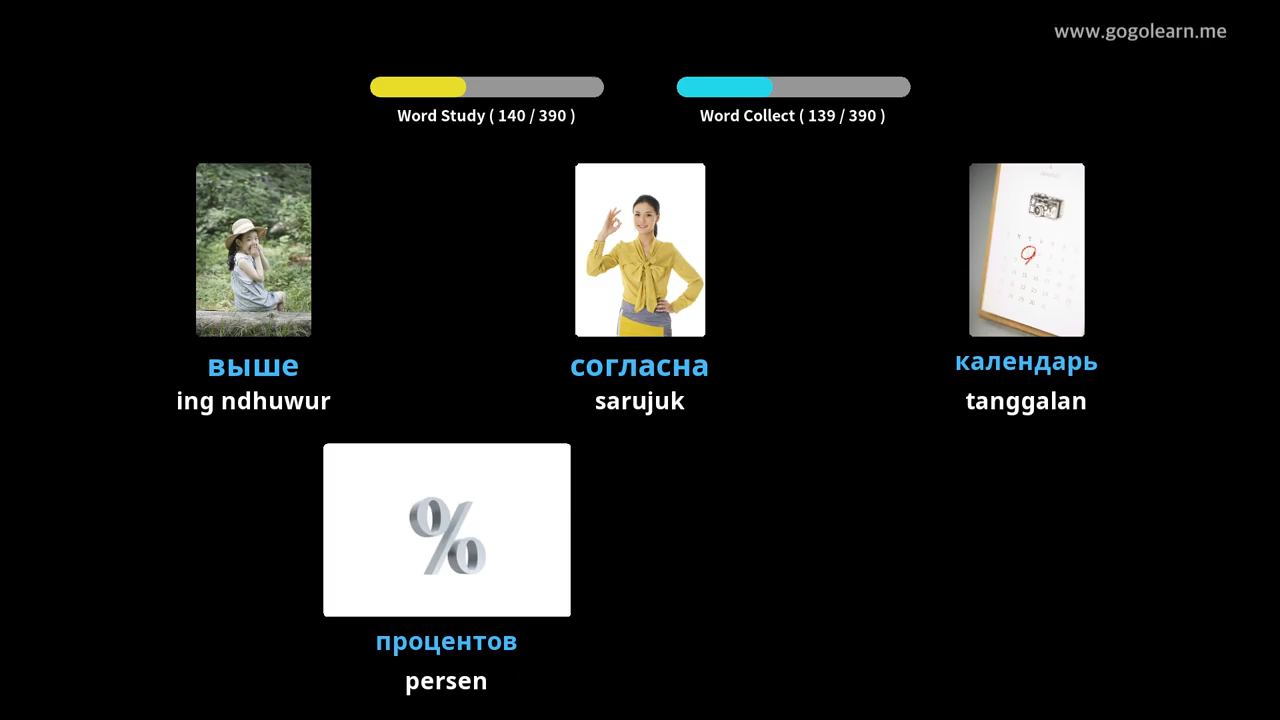 www.gogolearn.me
Word Study ( 140 / 390 )
Word Collect ( 139 / 390 )
выше
ing ndhuwur
согласна
sarujuk
календарь
tanggalan
%
процентов
persen